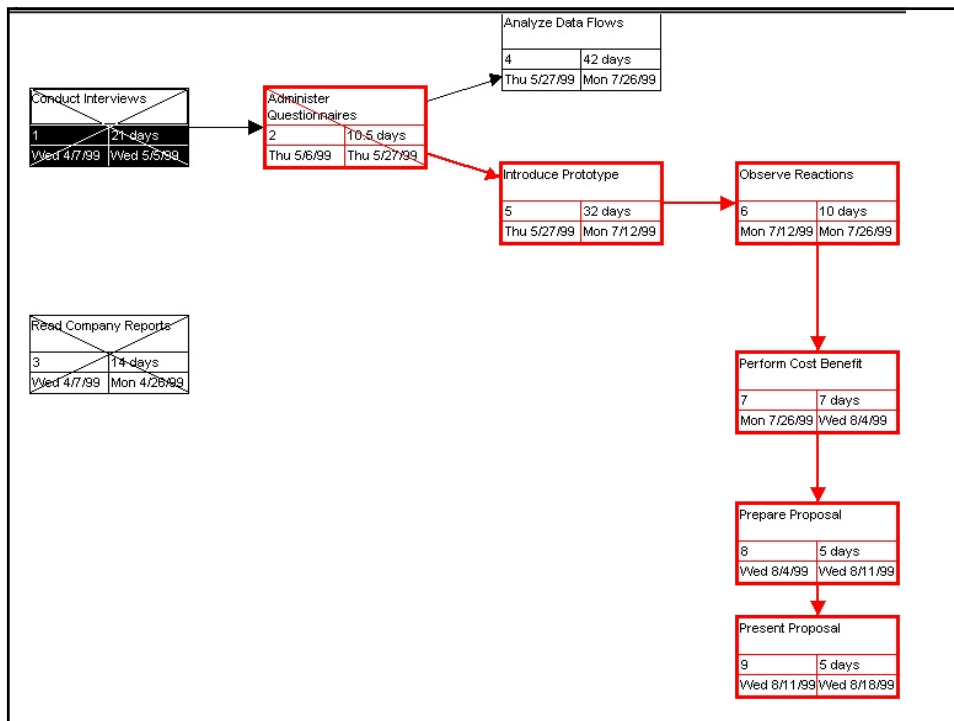 Analyze Data Flows
4 42 days
Thu 5/27/99 Mon 7/26/99
Conduct Interviews
1 21 days
Wed 4/7/99 Wed 5/5/99
Administer
Questionnaires
2 10.5 days
Thu 5/6/99 Thu 5/27/99
Introduce Prototype
5 32 days
Thu 5/27/99 Mon 7/12/99
Observe Reactions
6 10 days
Mon 7/12/99 Mon 7/26/99
Read Company Reports
3 14 days
Wed 4/7/99 Mon 4/26/99
Perform Cost Benefit
7 7 days
Mon 7/26/99 Wed 8/4/99
Prepare Proposal
8 5 days
Wed 8/4/99 Wed 8/11/99
Present Proposal
9 5 days
Wed 8/11/99 Wed 8/18/99